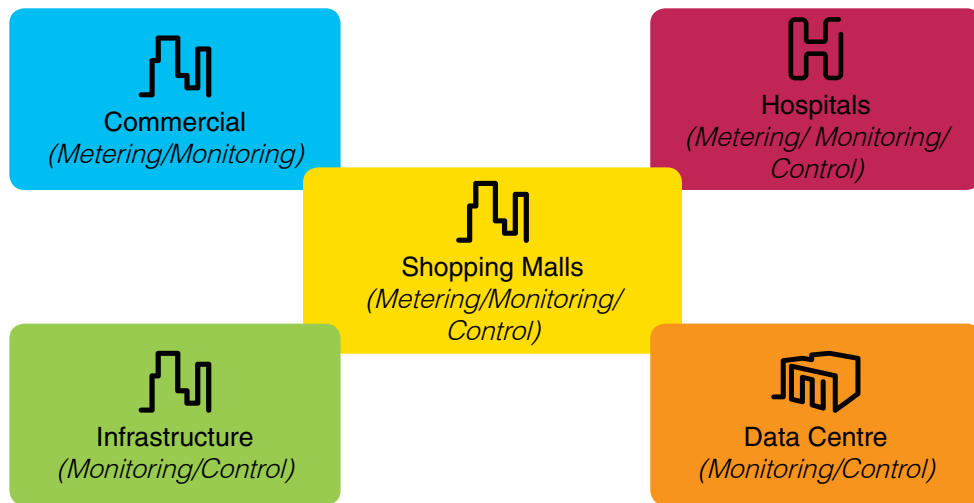 Commercial
(Metering/Monitoring)
Hospitals
(Metering/ Monitoring/
Control)
Shopping Malls
(Metering/Monitoring/
Control)
Infrastructure
(Monitoring/Control)
Data Centre
(Monitoring/Control)